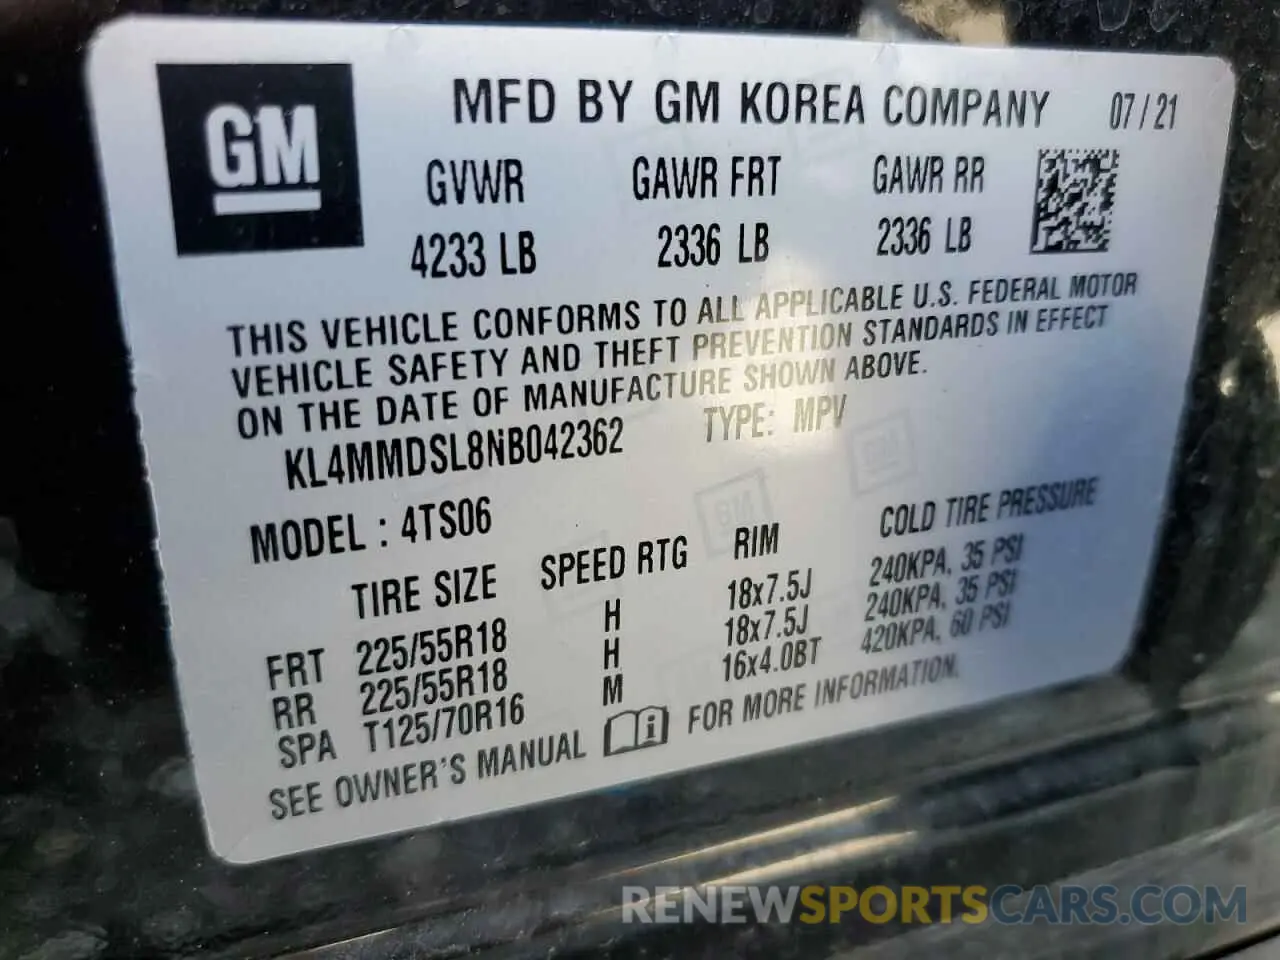 GM
MFD BY GM KOREA COMPANY 07/21
GVWR GAWR FRT GAWR RR
4233 LB 2336 LB 2336 LB
THIS VEHICLE CONFORMS TO ALL APPLICABLE U.S. FEDERAL MOTOR
VEHICLE SAFETY AND THEFT PREVENTION STANDARDS IN EFFECT
ON THE DATE OF MANUFACTURE SHOWN ABOVE.
KL4MMDSL8NB042362 TYPE: MPV
MODEL : 4TS06
TIRE SIZE SPEED RTG RIM COLD TIRE PRESSURE
FRT 225/55R18 H 18x7.5J 240KPA, 35 PSI
RR 225/55R18 H 18x7.5J 240KPA, 35 PSI
SPA T125/70R16 M 16x4.0BT 420KPA, 60 PSI
SEE OWNER'S MANUAL i FOR MORE INFORMATION.
RENEWSPORTSCARS.COM